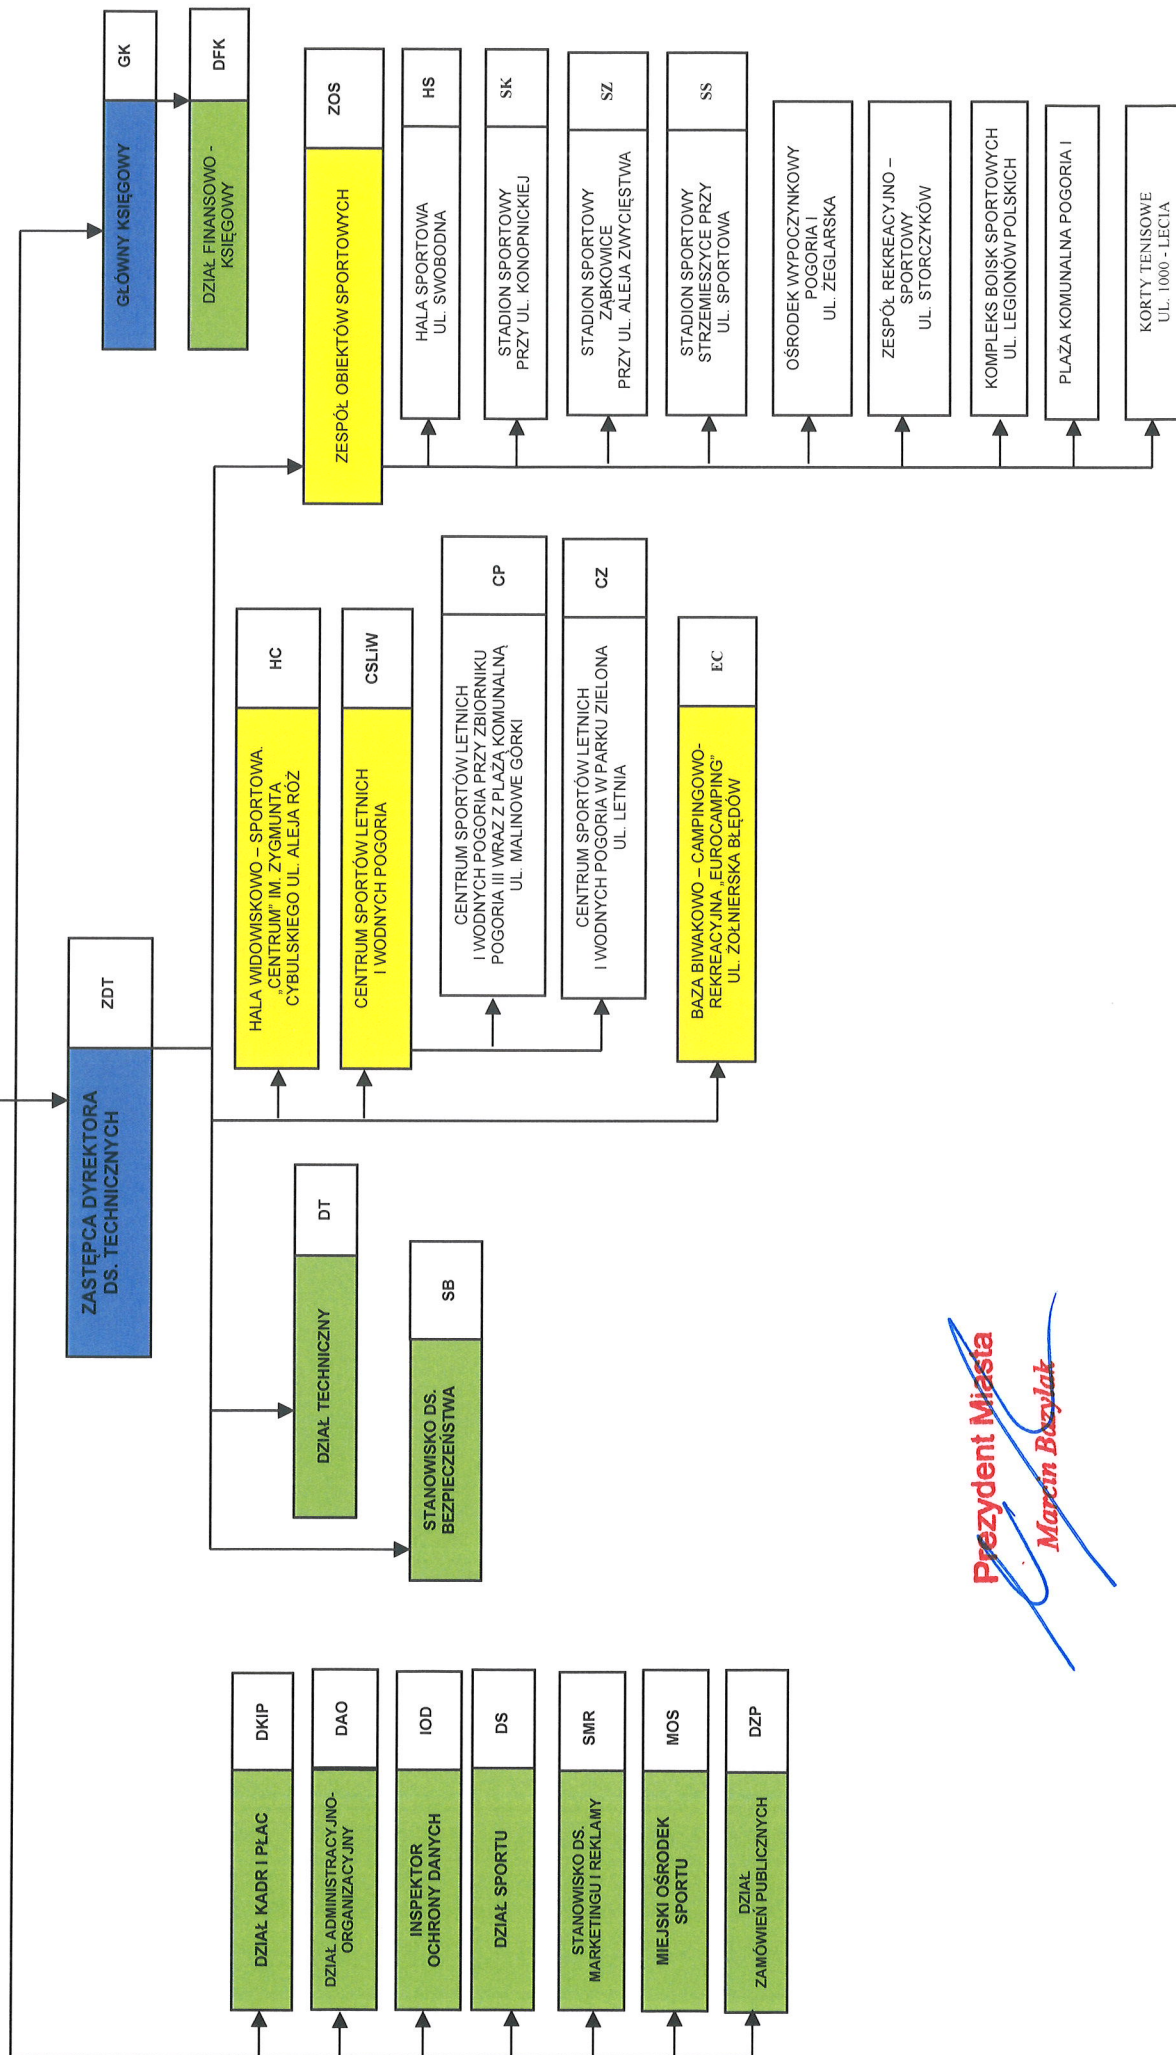 GŁÓWNY KSIĘGOWY
GK
DZIAŁ FINANSOWO -
KSIĘGOWY
DFK
ZASTĘPCA DYREKTORA
DS. TECHNICZNYCH
ZDT
DZIAŁ KADR I PŁAC
DKIP
DZIAŁ ADMINISTRACYJNO-
ORGANIZACYJNY
DAO
INSPEKTOR
OCHRONY DANYCH
IOD
DZIAŁ SPORTU
DS
STANOWISKO DS.
MARKETINGU I REKLAMY
SMR
MIEJSKI OŚRODEK
SPORTU
MOS
DZIAŁ
ZAMÓWIEŃ PUBLICZNYCH
DZP
DZIAŁ TECHNICZNY
DT
STANOWISKO DS.
BEZPIECZEŃSTWA
SB
HALA WIDOWISKOWO – SPORTOWA.
„CENTRUM” IM. ZYGMUNTA
CYBULSKIEGO UL. ALEJA RÓŻ
HC
CENTRUM SPORTÓW LETNICH
I WODNYCH POGORIA
CSLiW
CENTRUM SPORTÓW LETNICH
I WODNYCH POGORIA PRZY ZBIORNIKU
POGORIA III WRAZ Z PLAŻĄ KOMUNALNĄ
UL. MALINOWE GÓRKI
CP
CENTRUM SPORTÓW LETNICH
I WODNYCH POGORIA W PARKU ZIELONA
UL. LETNIA
CZ
BAZA BIWAKOWO – CAMPINGOWO-
REKREACYJNA „EUROCAMPING”
UL. ŻOŁNIERSKA BŁĘDÓW
EC
ZESPÓŁ OBIEKTÓW SPORTOWYCH
ZOS
HALA SPORTOWA
UL. SWOBODNA
HS
STADION SPORTOWY
PRZY UL. KONOPNICKIEJ
SK
STADION SPORTOWY
ZĄBKOWICE
PRZY UL. ALEJA ZWYCIĘSTWA
SZ
STADION SPORTOWY
STRZEMIESZYCE PRZY
UL. SPORTOWA
SS
OŚRODEK WYPOCZYNKOWY
POGORIA I
UL. ŻEGLARSKA
ZESPÓŁ REKREACYJNO –
SPORTOWY
UL. STORCZYKÓW
KOMPLEKS BOISK SPORTOWYCH
UL. LEGIONÓW POLSKICH
PLAŻA KOMUNALNA POGORIA I
KORTY TENISOWE
UL. 1000 - LECIA
Prezydent Miasta
Marcin Bazylak